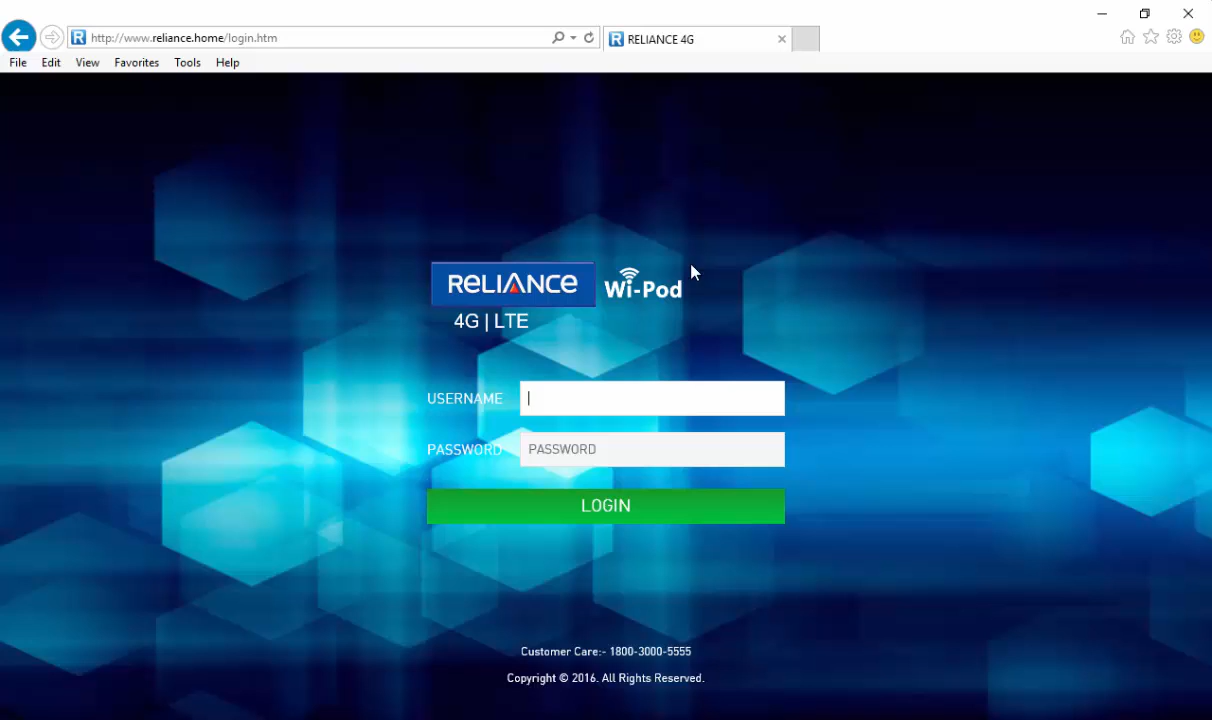 http://www.reliance.home/login.htm
RELIANCE 4G
File Edit View Favorites Tools Help
RELIANCE Wi-Pod
4G | LTE
USERNAME
PASSWORD PASSWORD
LOGIN
Customer Care:- 1800-3000-5555
Copyright © 2016. All Rights Reserved.